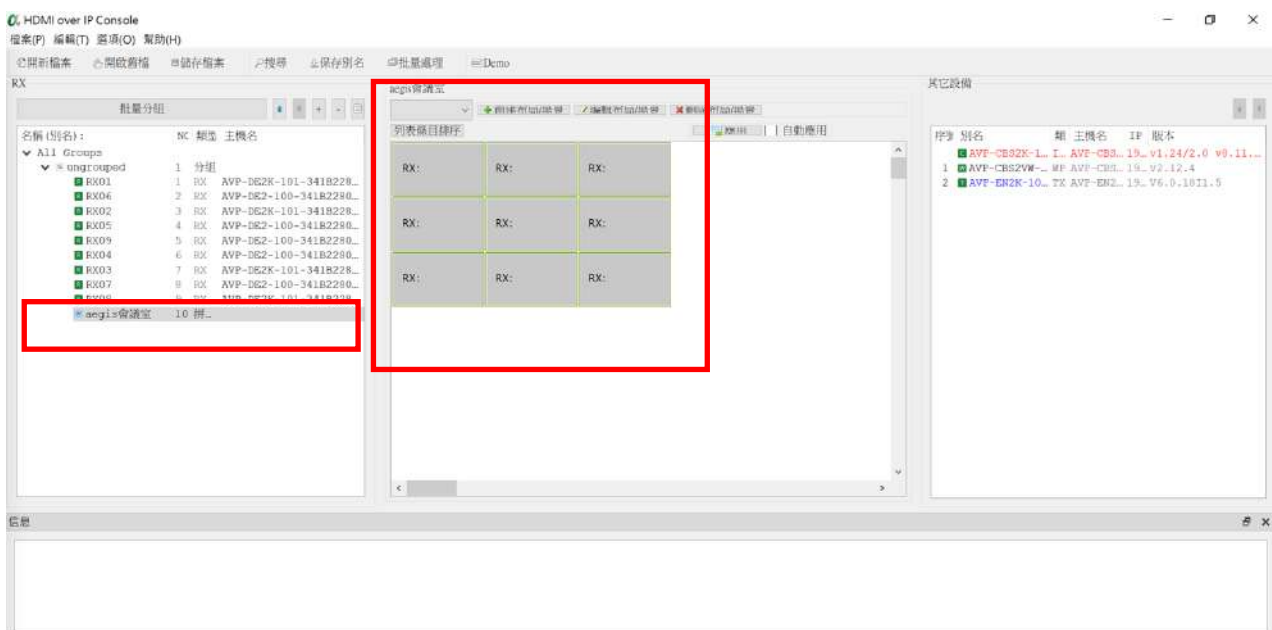 HDMI over IP Console
檔案(P) 編輯(T) 選項(O) 幫助(H)
開新檔案 開啟舊檔 儲存檔案 搜尋 保存別名 批量處理 Demo
RX
批量分組
名稱(別名): NC 類型 主機名
All Groups
ungrouped 1 分組
RX01 1 RX AVP-DE2K-101-341B228...
RX06 2 RX AVP-DE2-100-341B2280...
RX02 3 RX AVP-DE2K-101-341B228...
RX05 4 RX AVP-DE2-100-341B2280...
RX09 5 RX AVP-DE2-100-341B2280...
RX04 6 RX AVP-DE2-100-341B2280...
RX03 7 RX AVP-DE2K-101-341B228...
RX07 8 RX AVP-DE2-100-341B2280...
aegis會議室 10 拼...
aegis會議室
列表條目排序 應用 自動應用
RX: RX: RX:
RX: RX: RX:
RX: RX: RX:
其它設備
序 別名 類 主機名 IP 版本
AVP-CBS2K-1... I... AVP-CBS... 19... v1.24/2.0 v0.11...
1 AVP-CBS2VW-... WP AVP-CBS... 19... v2.12.4
2 AVP-EN2K-10... TX AVP-EN2... 19... V6.0.18I1.5
信息